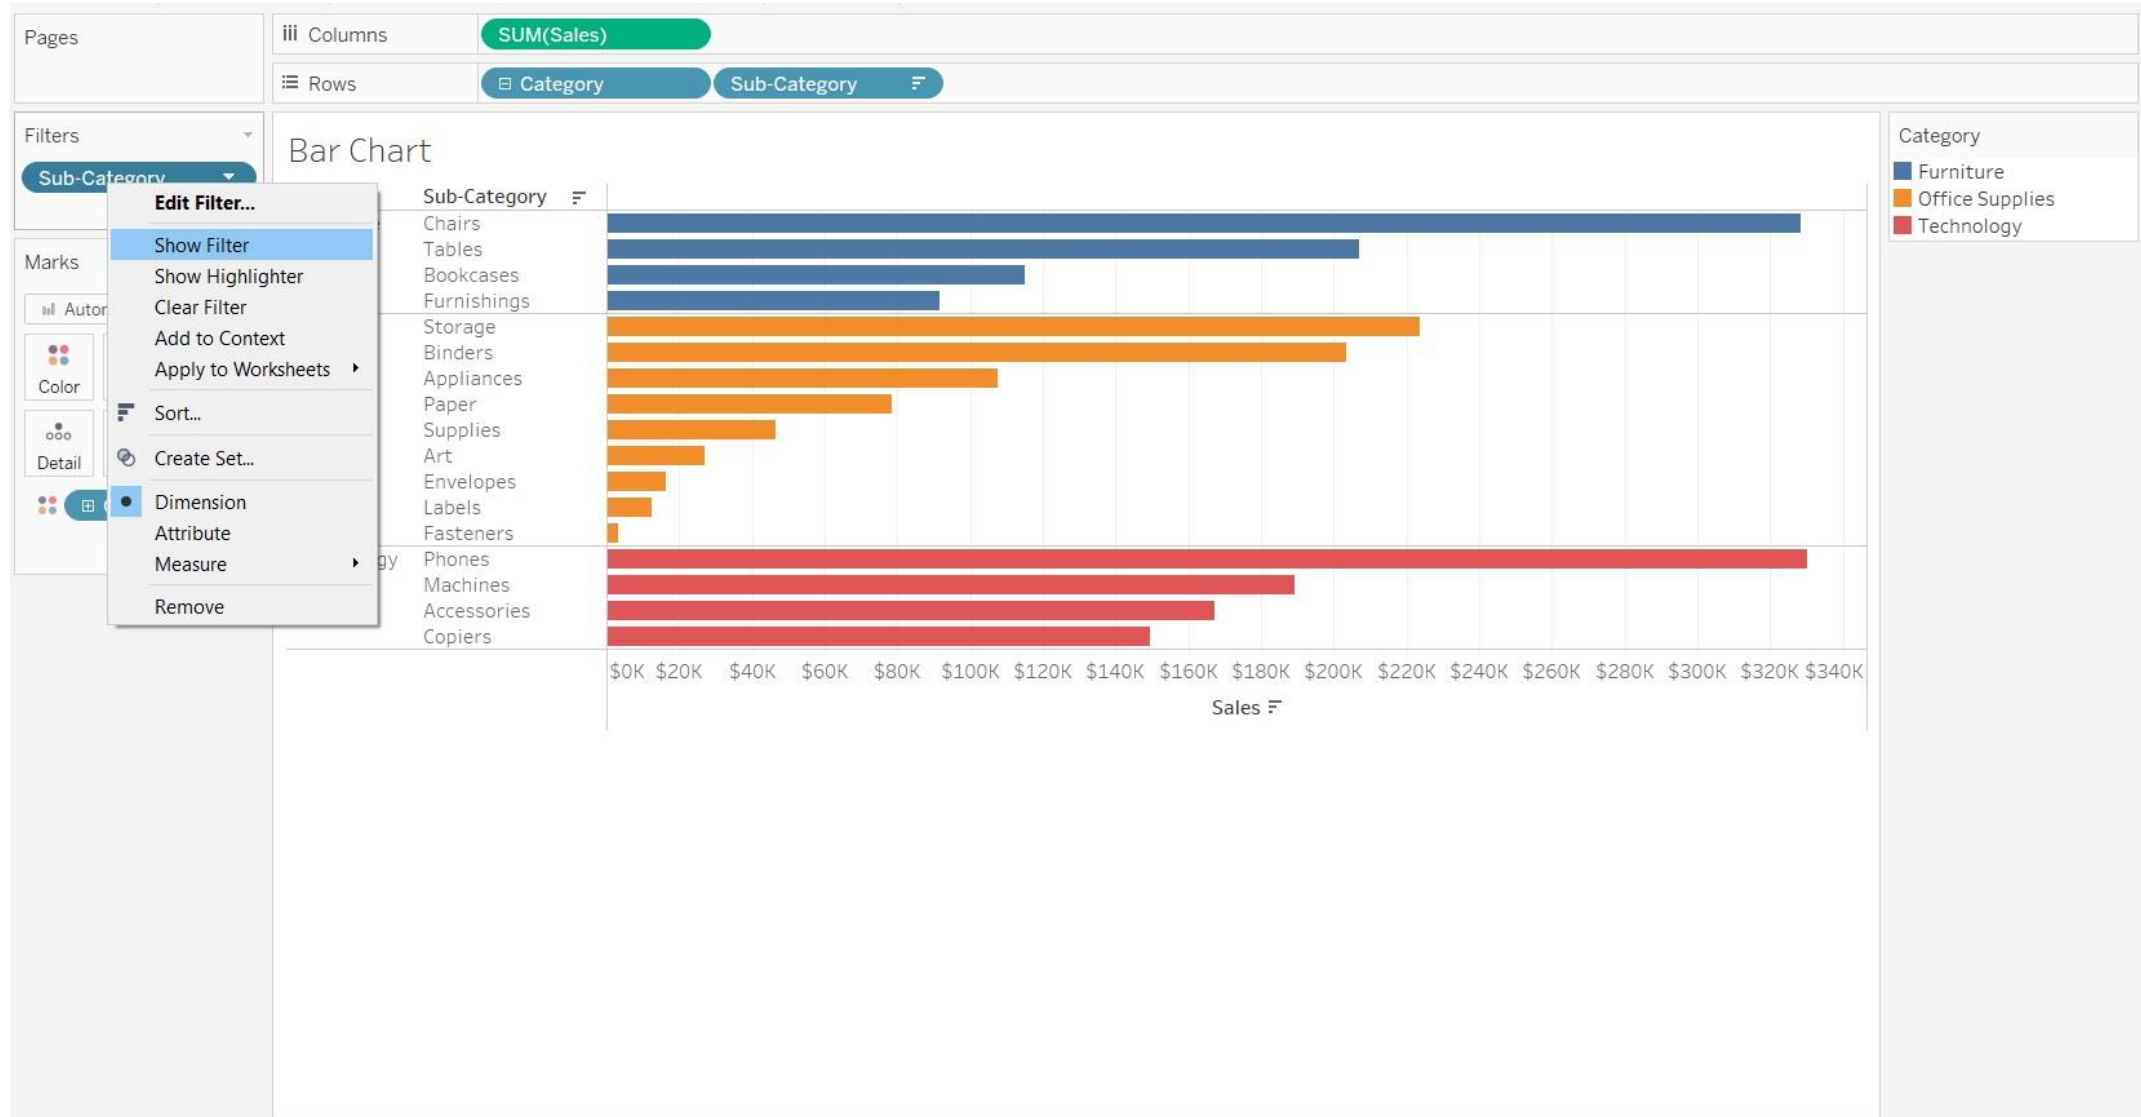 Pages
Columns
SUM(Sales)
Rows
Category
Sub-Category
Filters
Sub-Category
Edit Filter...
Show Filter
Show Highlighter
Clear Filter
Add to Context
Apply to Worksheets
Sort...
Create Set...
Dimension
Attribute
Measure
Remove
Marks
Color
Detail
Bar Chart
Sub-Category
Chairs
Tables
Bookcases
Furnishings
Storage
Binders
Appliances
Paper
Supplies
Art
Envelopes
Labels
Fasteners
Phones
Machines
Accessories
Copiers
$0K $20K $40K $60K $80K $100K $120K $140K $160K $180K $200K $220K $240K $260K $280K $300K $320K $340K
Sales
Category
Furniture
Office Supplies
Technology